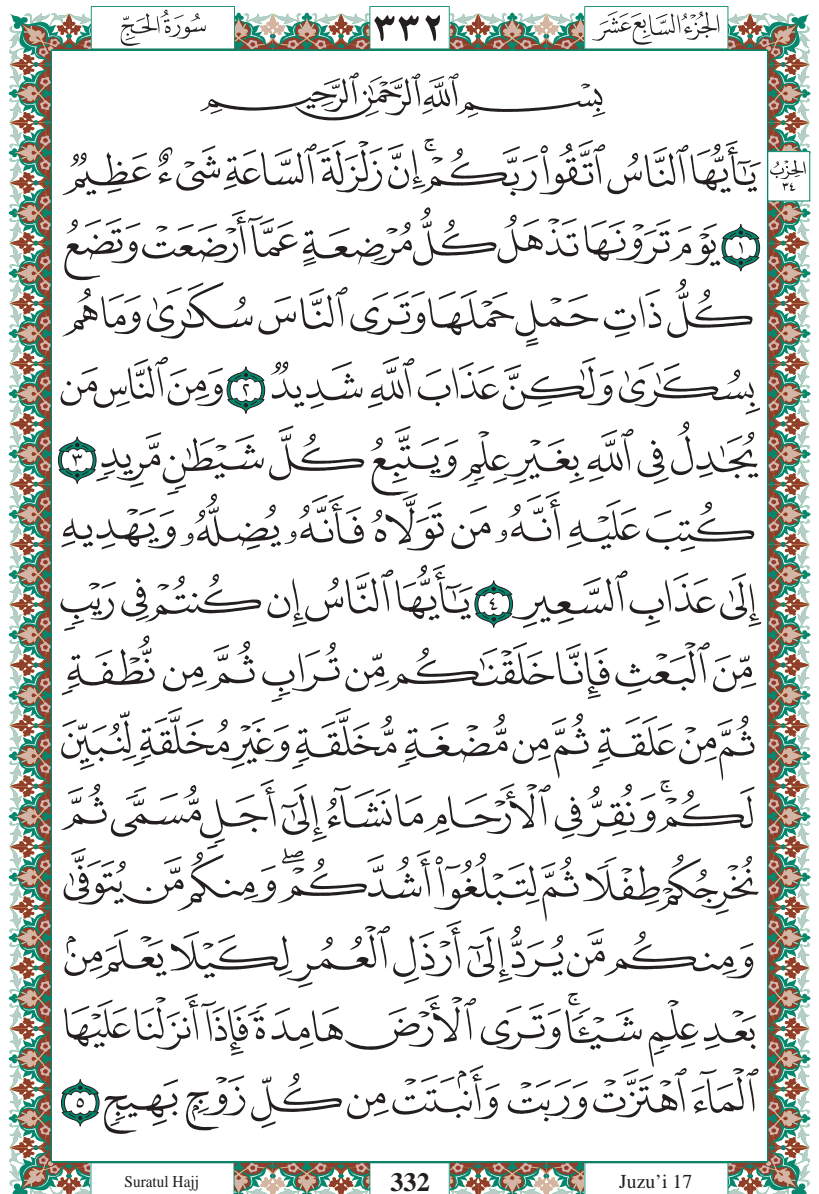 سُورَةُ الحَجِّ ٣٣٢ الجُزْءُ السَّابِعَ عَشَرَ
بِسْمِ ٱللَّهِ ٱلرَّحْمَٰنِ ٱلرَّحِيمِ
يَٰٓأَيُّهَا ٱلنَّاسُ ٱتَّقُوا۟ رَبَّكُمْ ۚ إِنَّ زَلْزَلَةَ ٱلسَّاعَةِ شَىْءٌ عَظِيمٌ
الحِزْبُ
٣٤
١ يَوْمَ تَرَوْنَهَا تَذْهَلُ كُلُّ مُرْضِعَةٍ عَمَّآ أَرْضَعَتْ وَتَضَعُ
كُلُّ ذَاتِ حَمْلٍ حَمْلَهَا وَتَرَى ٱلنَّاسَ سُكَٰرَىٰ وَمَا هُم
بِسُكَٰرَىٰ وَلَٰكِنَّ عَذَابَ ٱللَّهِ شَدِيدٌ ٢ وَمِنَ ٱلنَّاسِ مَن
يُجَٰدِلُ فِى ٱللَّهِ بِغَيْرِ عِلْمٍ وَيَتَّبِعُ كُلَّ شَيْطَٰنٍ مَّرِيدٍ ٣
كُتِبَ عَلَيْهِ أَنَّهُۥ مَن تَوَلَّاهُ فَأَنَّهُۥ يُضِلُّهُۥ وَيَهْدِيهِ
إِلَىٰ عَذَابِ ٱلسَّعِيرِ ٤ يَٰٓأَيُّهَا ٱلنَّاسُ إِن كُنتُمْ فِى رَيْبٍ
مِّنَ ٱلْبَعْثِ فَإِنَّا خَلَقْنَٰكُم مِّن تُرَابٍ ثُمَّ مِن نُّطْفَةٍ
ثُمَّ مِنْ عَلَقَةٍ ثُمَّ مِن مُّضْغَةٍ مُّخَلَّقَةٍ وَغَيْرِ مُخَلَّقَةٍ لِّنُبَيِّنَ
لَكُمْ ۚ وَنُقِرُّ فِى ٱلْأَرْحَامِ مَا نَشَآءُ إِلَىٰٓ أَجَلٍ مُّسَمًّى ثُمَّ
نُخْرِجُكُمْ طِفْلًا ثُمَّ لِتَبْلُغُوٓا۟ أَشُدَّكُمْ ۖ وَمِنكُم مَّن يُتَوَفَّىٰ
وَمِنكُم مَّن يُرَدُّ إِلَىٰٓ أَرْذَلِ ٱلْعُمُرِ لِكَيْلَا يَعْلَمَ مِنۢ
بَعْدِ عِلْمٍ شَيْـًٔا ۚ وَتَرَى ٱلْأَرْضَ هَامِدَةً فَإِذَآ أَنزَلْنَا عَلَيْهَا
ٱلْمَآءَ ٱهْتَزَّتْ وَرَبَتْ وَأَنۢبَتَتْ مِن كُلِّ زَوْجٍۭ بَهِيجٍ ٥
Suratul Hajj 332 Juzu'i 17